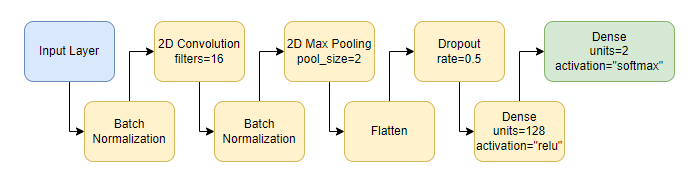 Input Layer
Batch
Normalization
2D Convolution
filters=16
Batch
Normalization
2D Max Pooling
pool_size=2
Flatten
Dropout
rate=0.5
Dense
units=128
activation="relu"
Dense
units=2
activation="softmax"